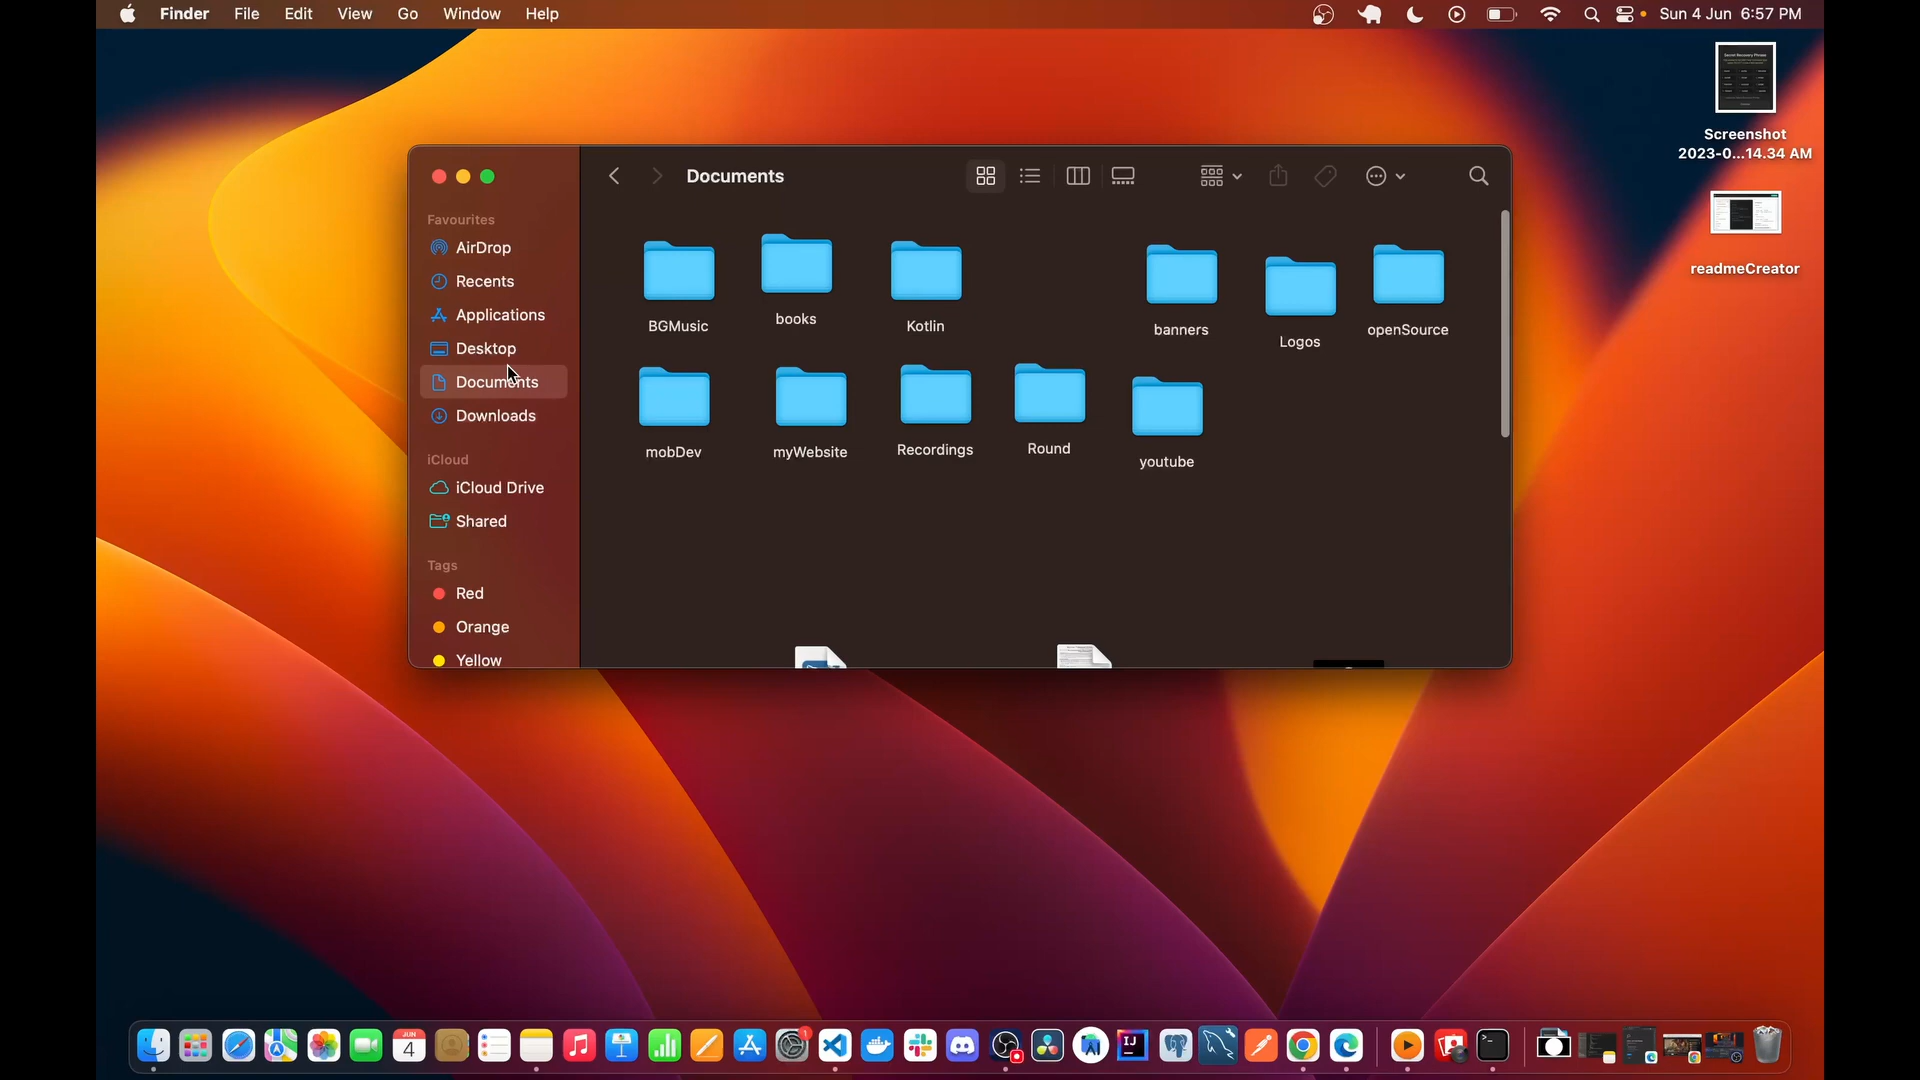 Finder File Edit View Go Window Help Sun 4 Jun 6:57 PM
Screenshot
2023-0...14.34 AM
readmeCreator
Documents
Favourites
AirDrop
Recents
Applications
Desktop
Documents
Downloads
iCloud
iCloud Drive
Shared
Tags
Red
Orange
Yellow
BGMusic books Kotlin banners Logos openSource
mobDev myWebsite Recordings Round youtube
JUN
4
1
IJ